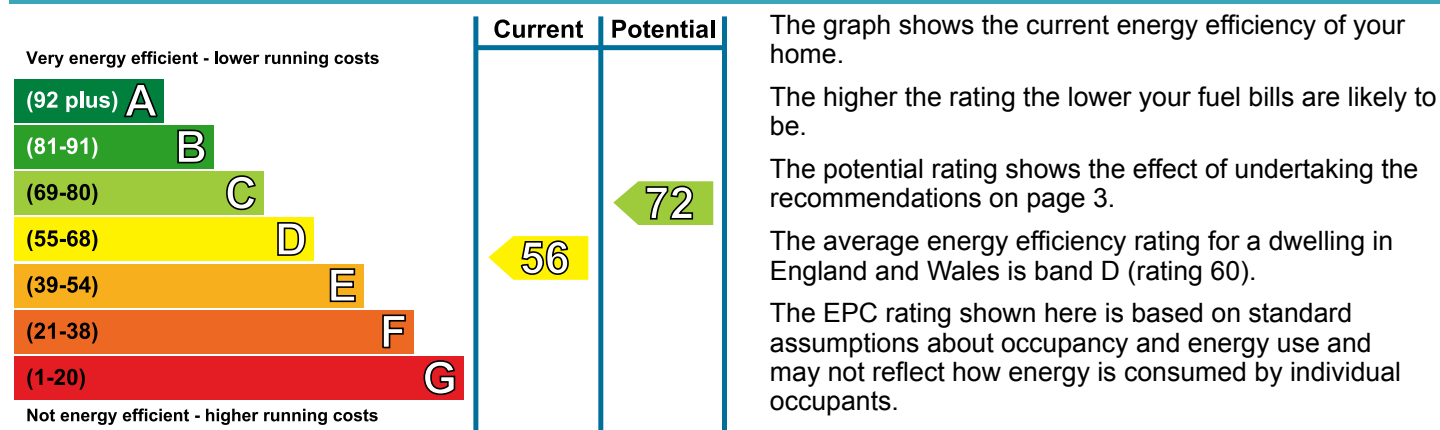 Current Potential
Very energy efficient - lower running costs
(92 plus) A
(81-91) B
(69-80) C
(55-68) D
(39-54) E
(21-38) F
(1-20) G
Not energy efficient - higher running costs
56
72
The graph shows the current energy efficiency of your
home.
The higher the rating the lower your fuel bills are likely to
be.
The potential rating shows the effect of undertaking the
recommendations on page 3.
The average energy efficiency rating for a dwelling in
England and Wales is band D (rating 60).
The EPC rating shown here is based on standard
assumptions about occupancy and energy use and
may not reflect how energy is consumed by individual
occupants.